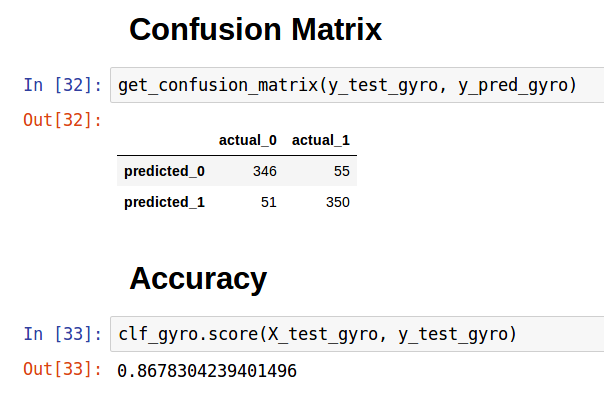 Confusion Matrix
In [32]: get_confusion_matrix(y_test_gyro, y_pred_gyro)
Out[32]:
actual_0 actual_1
predicted_0 346 55
predicted_1 51 350
Accuracy
In [33]: clf_gyro.score(X_test_gyro, y_test_gyro)
Out[33]: 0.8678304239401496